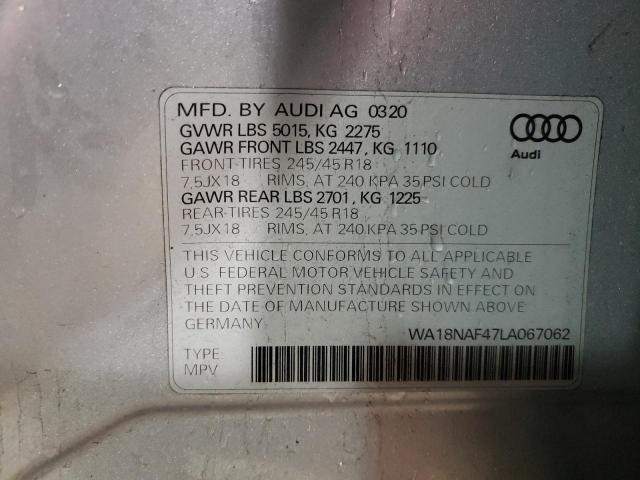 MFD. BY AUDI AG 0320
GVWR LBS 5015, KG 2275
GAWR FRONT LBS 2447, KG 1110
FRONT-TIRES 245/45 R18
7,5JX18 RIMS, AT 240 KPA 35 PSI COLD
GAWR REAR LBS 2701, KG 1225
REAR-TIRES 245/45 R18
7,5JX18 RIMS, AT 240 KPA 35 PSI COLD
Audi
THIS VEHICLE CONFORMS TO ALL APPLICABLE
U.S. FEDERAL MOTOR VEHICLE SAFETY AND
THEFT PREVENTION STANDARDS IN EFFECT ON
THE DATE OF MANUFACTURE SHOWN ABOVE
GERMANY
WA18NAF47LA067062
TYPE
MPV